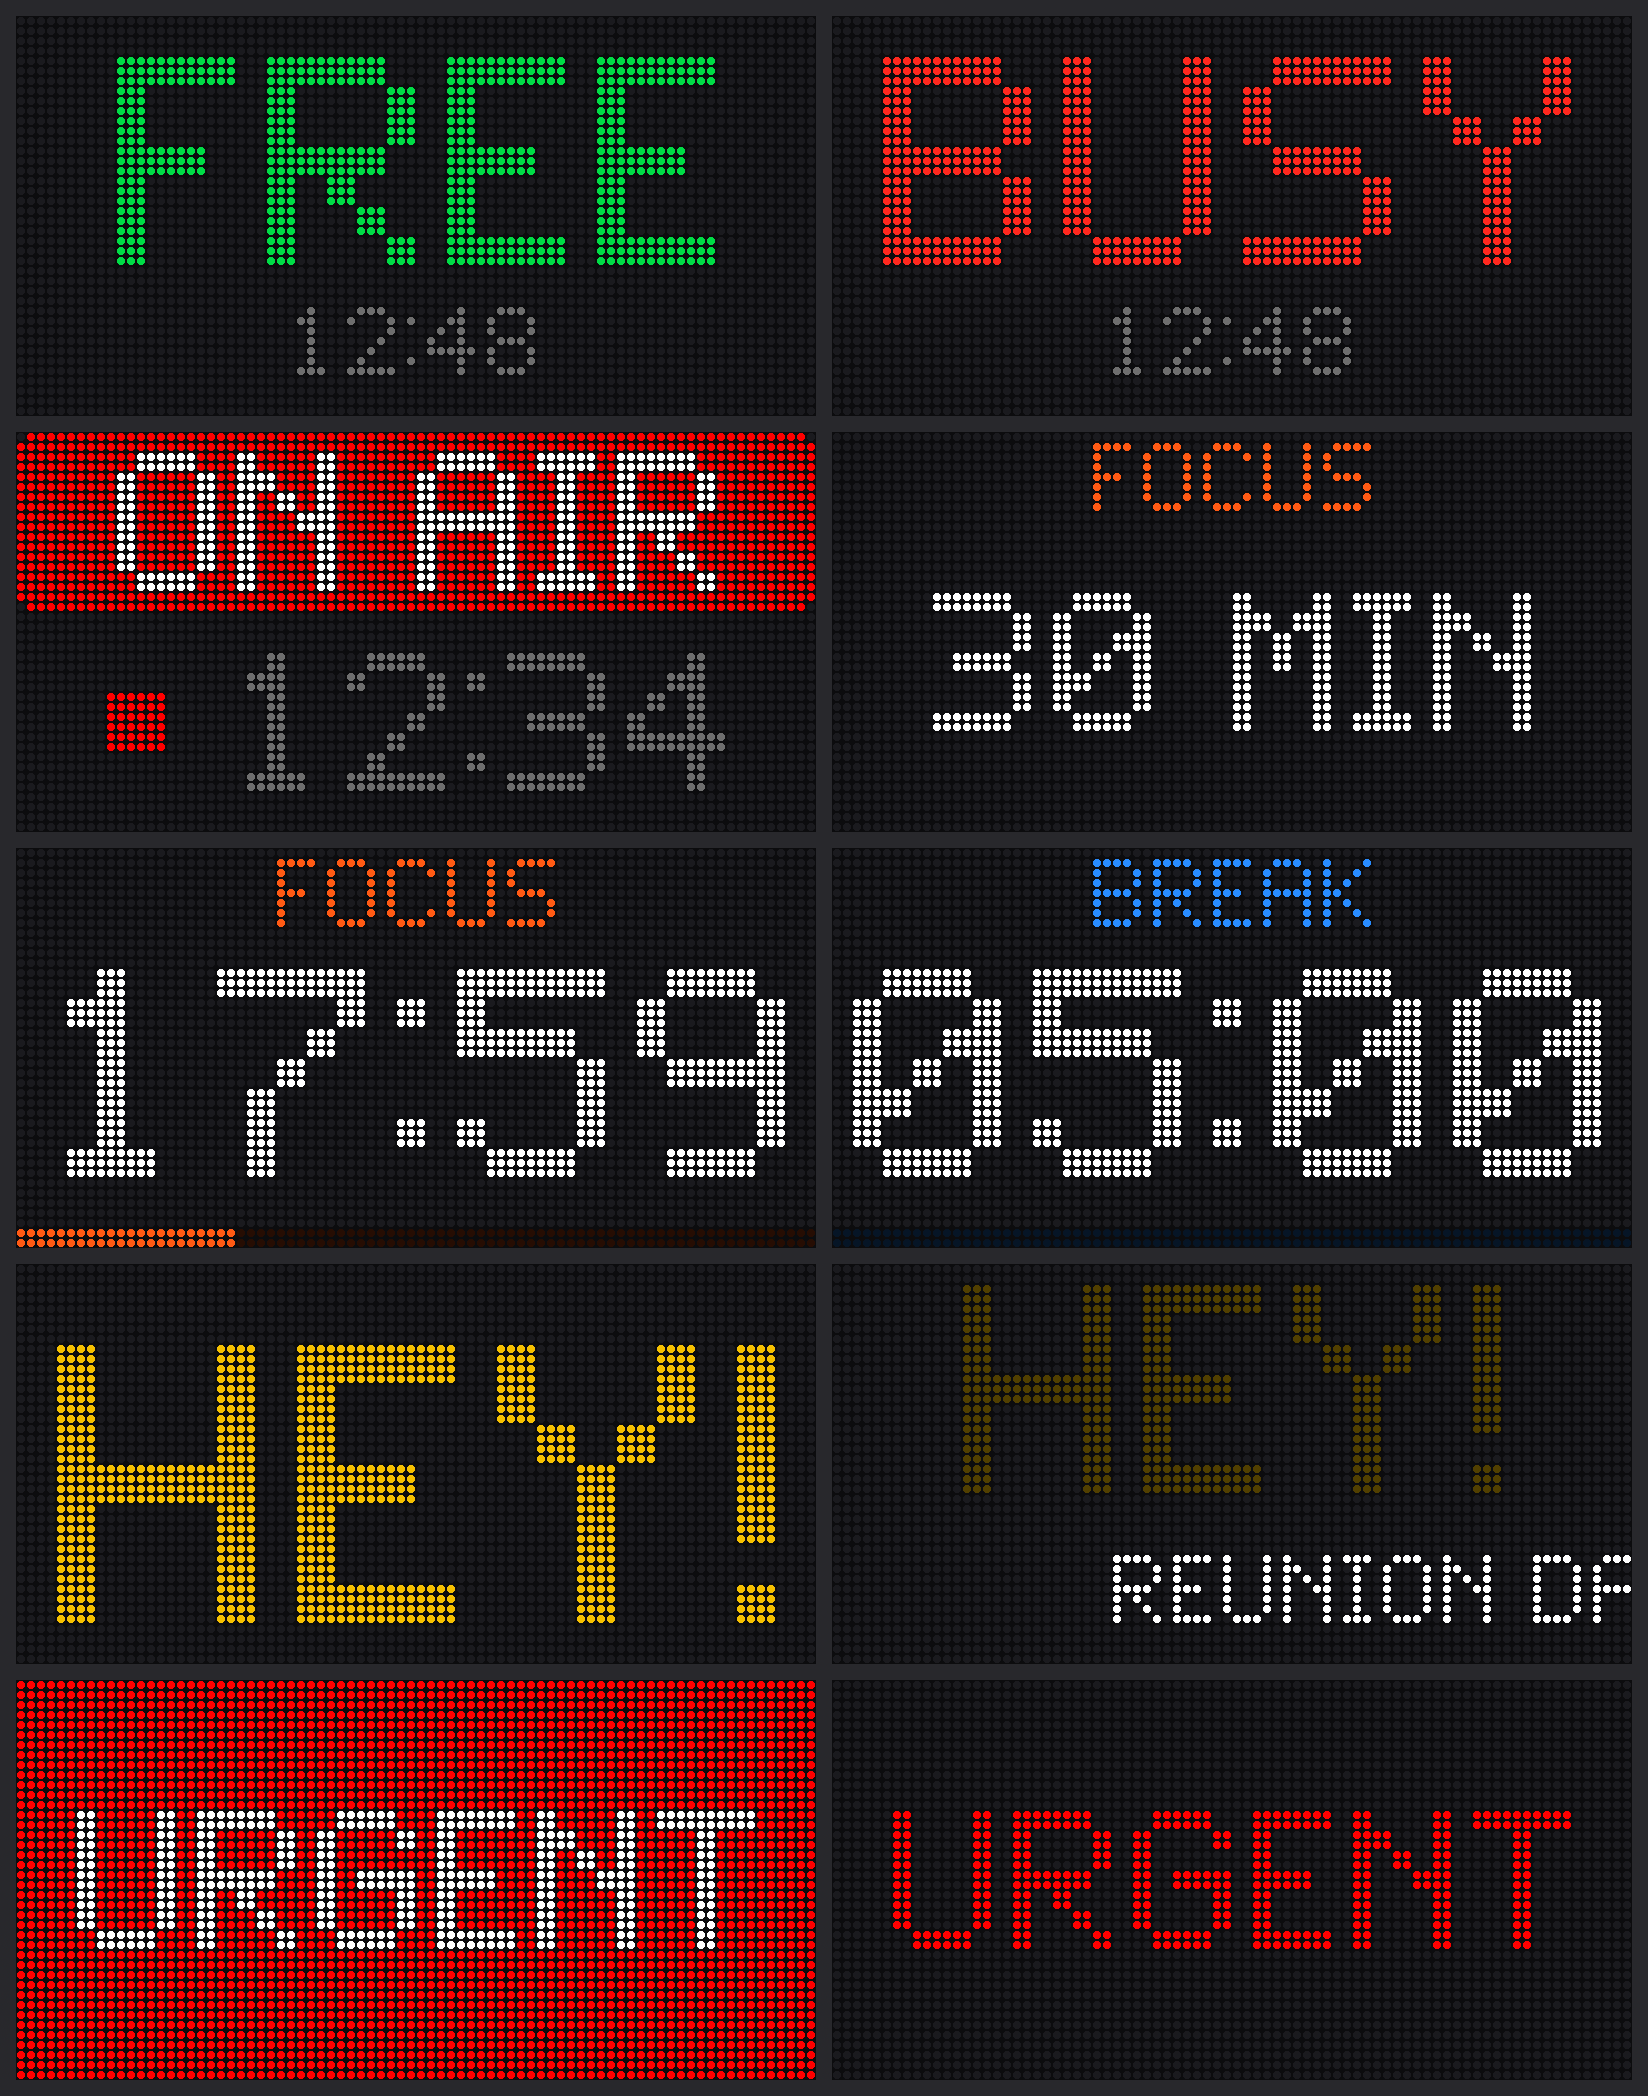 FREE
12:48
BUSY
12:48
ON AIR
12:34
FOCUS
30 MIN
FOCUS
17:59
BREAK
05:00
HEY!
HEY!
REUNION
URGENT
URGENT